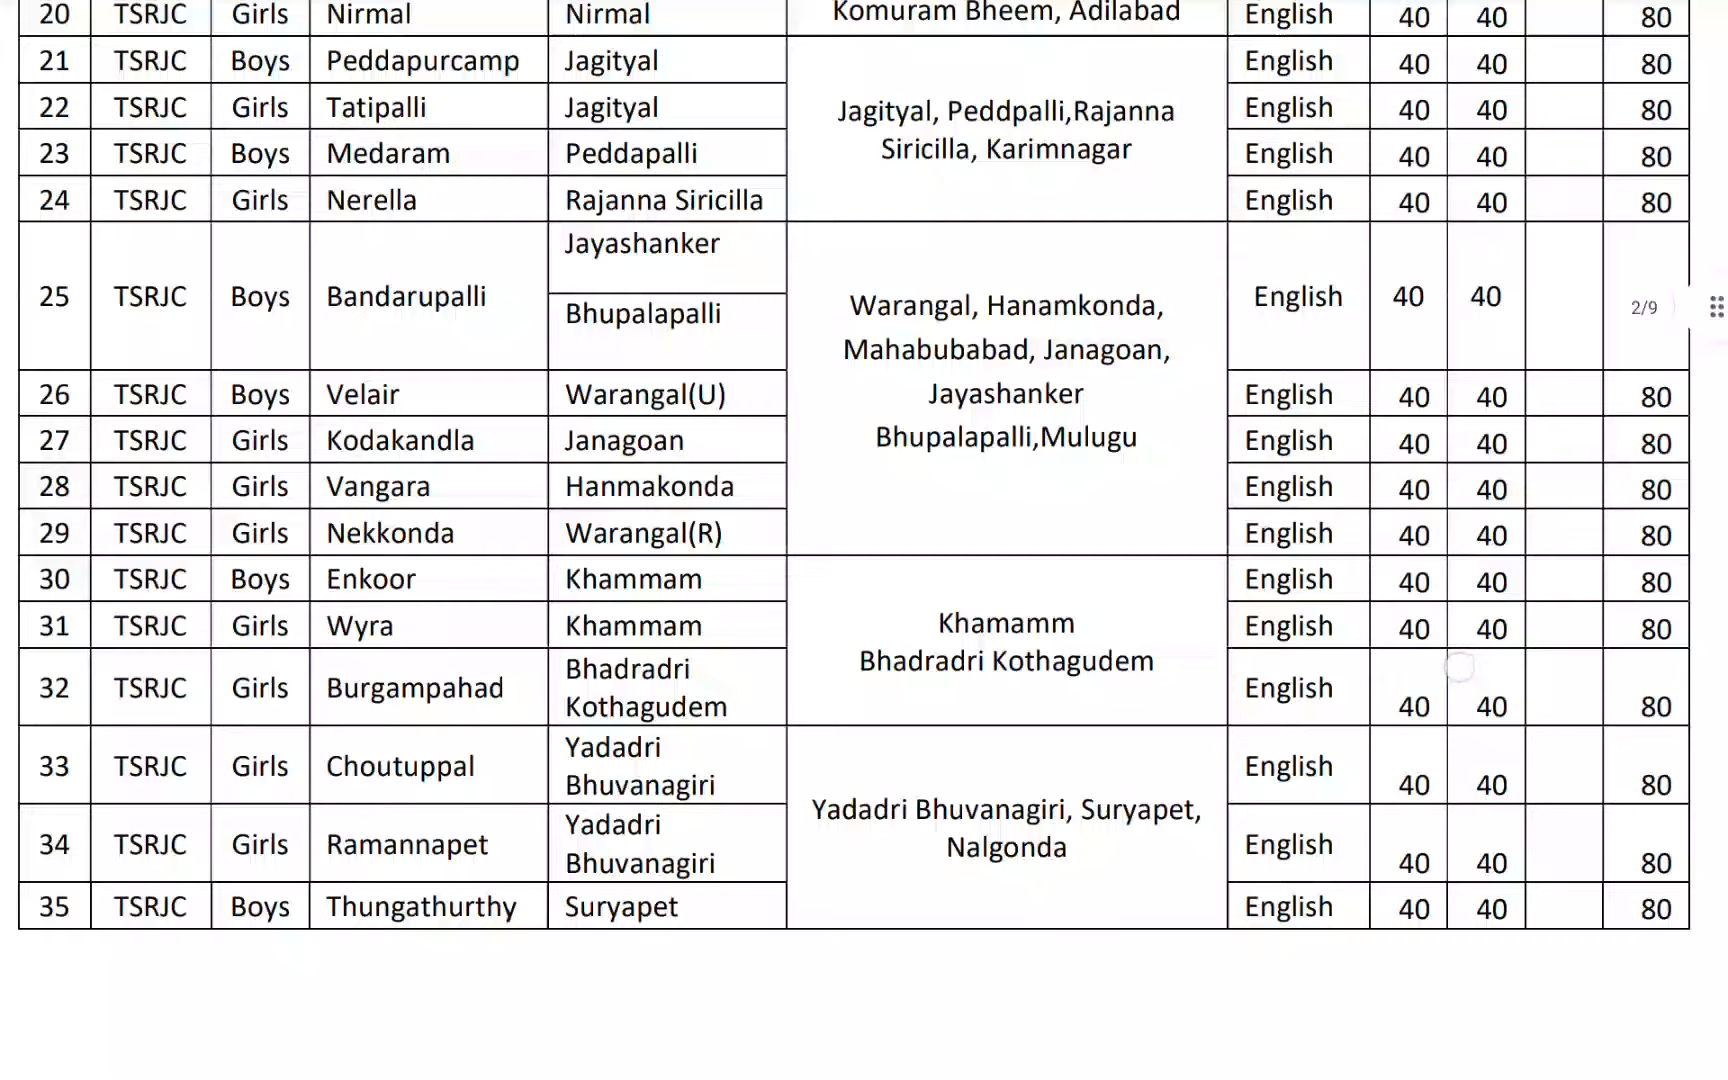 20 TSRJC Girls Nirmal Nirmal Komuram Bheem, Adilabad English 40 40 80
21 TSRJC Boys Peddapurcamp Jagityal English 40 40 80
22 TSRJC Girls Tatipalli Jagityal English 40 40 80
Jagityal, Peddpalli,Rajanna
Siricilla, Karimnagar
23 TSRJC Boys Medaram Peddapalli English 40 40 80
24 TSRJC Girls Nerella Rajanna Siricilla English 40 40 80
25 TSRJC Boys Bandarupalli Jayashanker
Bhupalapalli
English 40 40 2/9
Warangal, Hanamkonda,
Mahabubabad, Janagoan,
Jayashanker
Bhupalapalli,Mulugu
26 TSRJC Boys Velair Warangal(U) English 40 40 80
27 TSRJC Girls Kodakandla Janagoan English 40 40 80
28 TSRJC Girls Vangara Hanmakonda English 40 40 80
29 TSRJC Girls Nekkonda Warangal(R) English 40 40 80
30 TSRJC Boys Enkoor Khammam English 40 40 80
31 TSRJC Girls Wyra Khammam English 40 40 80
Khamamm
Bhadradri Kothagudem
32 TSRJC Girls Burgampahad Bhadradri
Kothagudem
English 40 40 80
33 TSRJC Girls Choutuppal Yadadri
Bhuvanagiri
English 40 40 80
Yadadri Bhuvanagiri, Suryapet,
Nalgonda
34 TSRJC Girls Ramannapet Yadadri
Bhuvanagiri
English 40 40 80
35 TSRJC Boys Thungathurthy Suryapet English 40 40 80